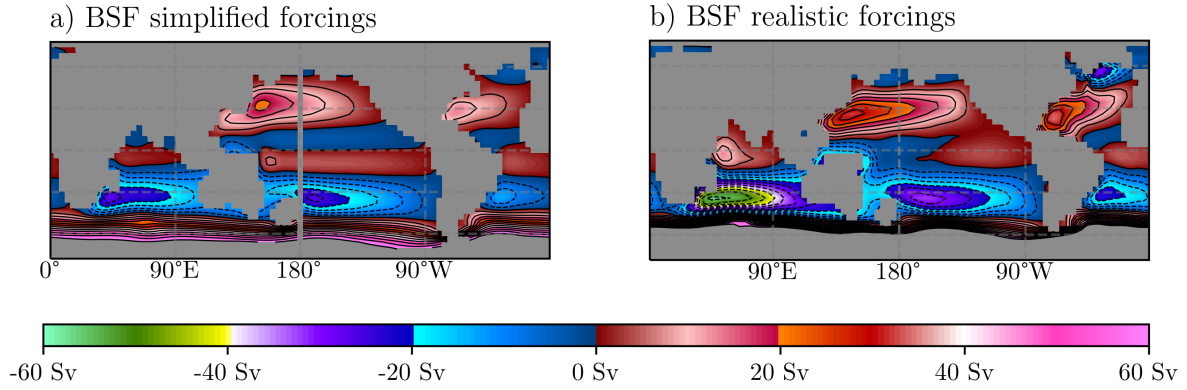 a) BSF simplified forcings
b) BSF realistic forcings
0° 90°E 180° 90°W
90°E 180° 90°W
-60 Sv -40 Sv -20 Sv 0 Sv 20 Sv 40 Sv 60 Sv